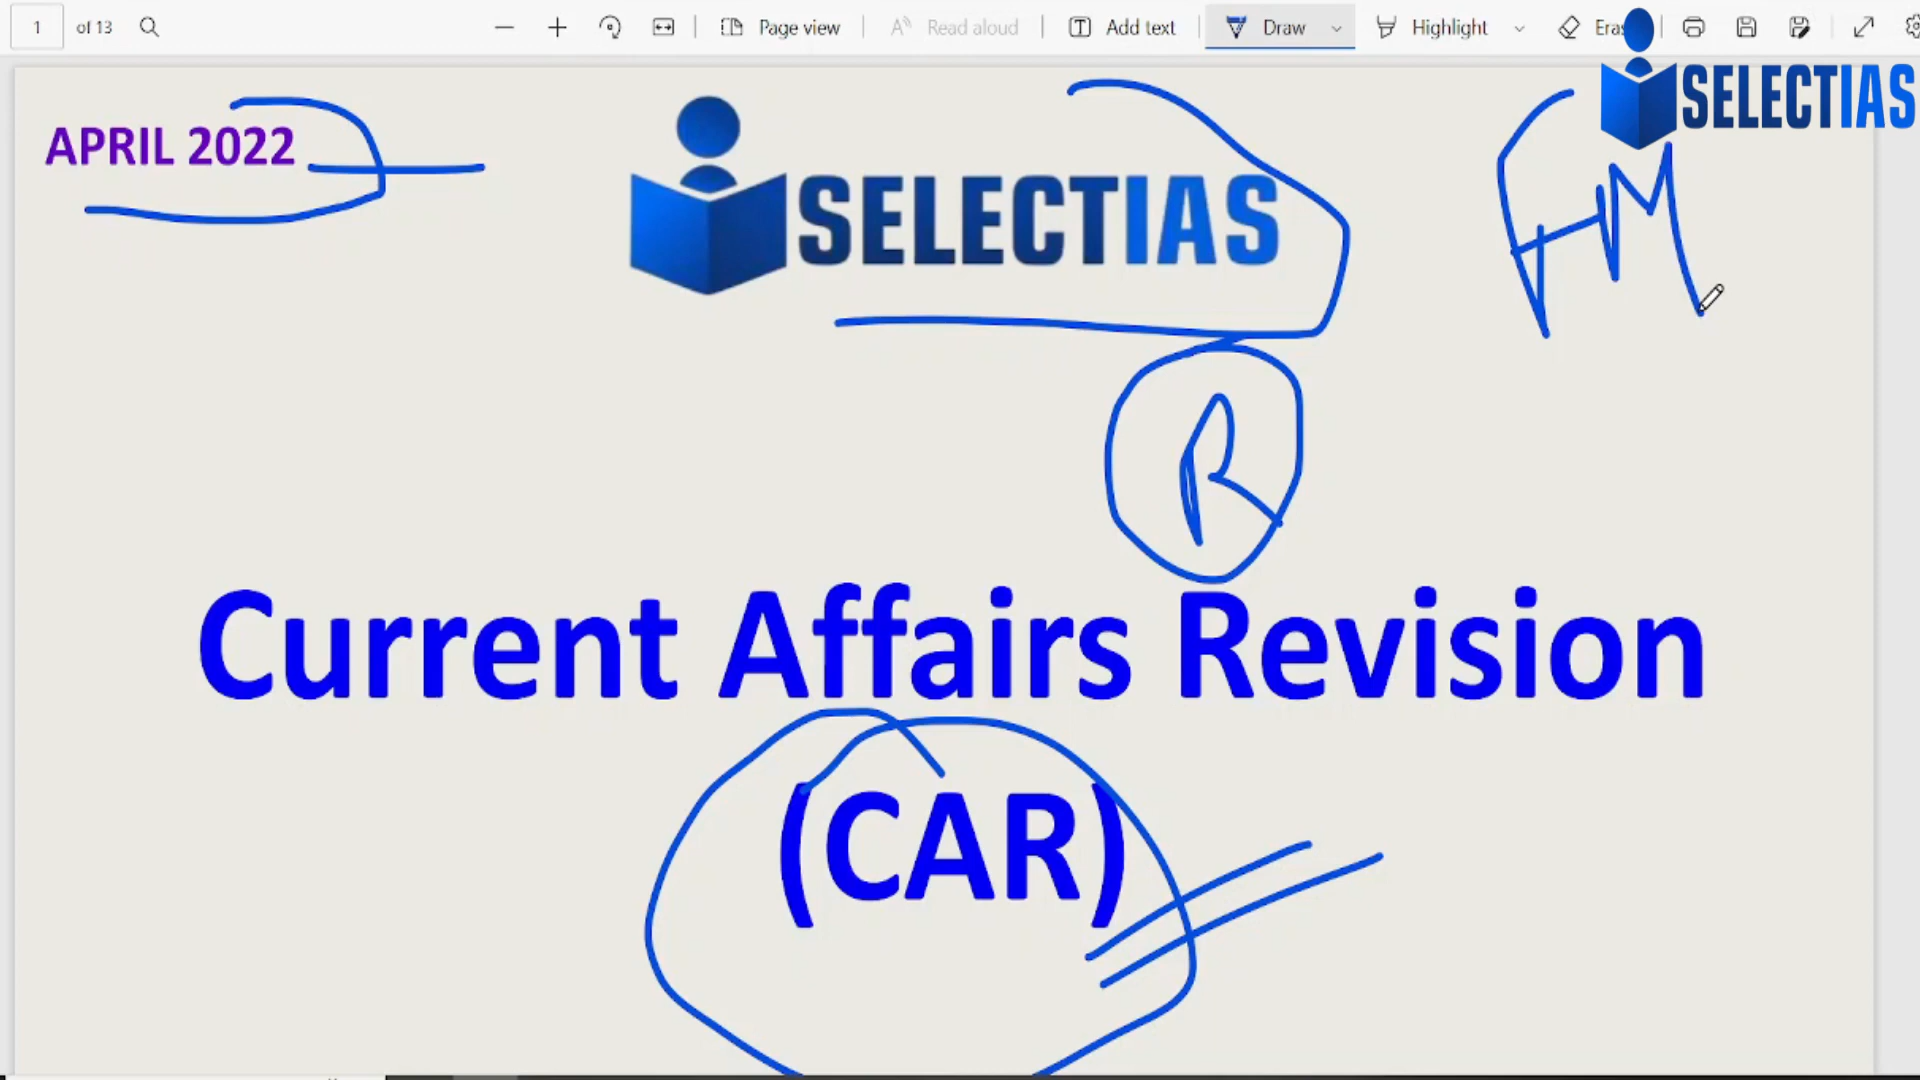 1 of 13 Page view Read aloud Add text Draw Highlight Eras
SELECTIAS
APRIL 2022
SELECTIAS
R
Current Affairs Revision
(CAR)